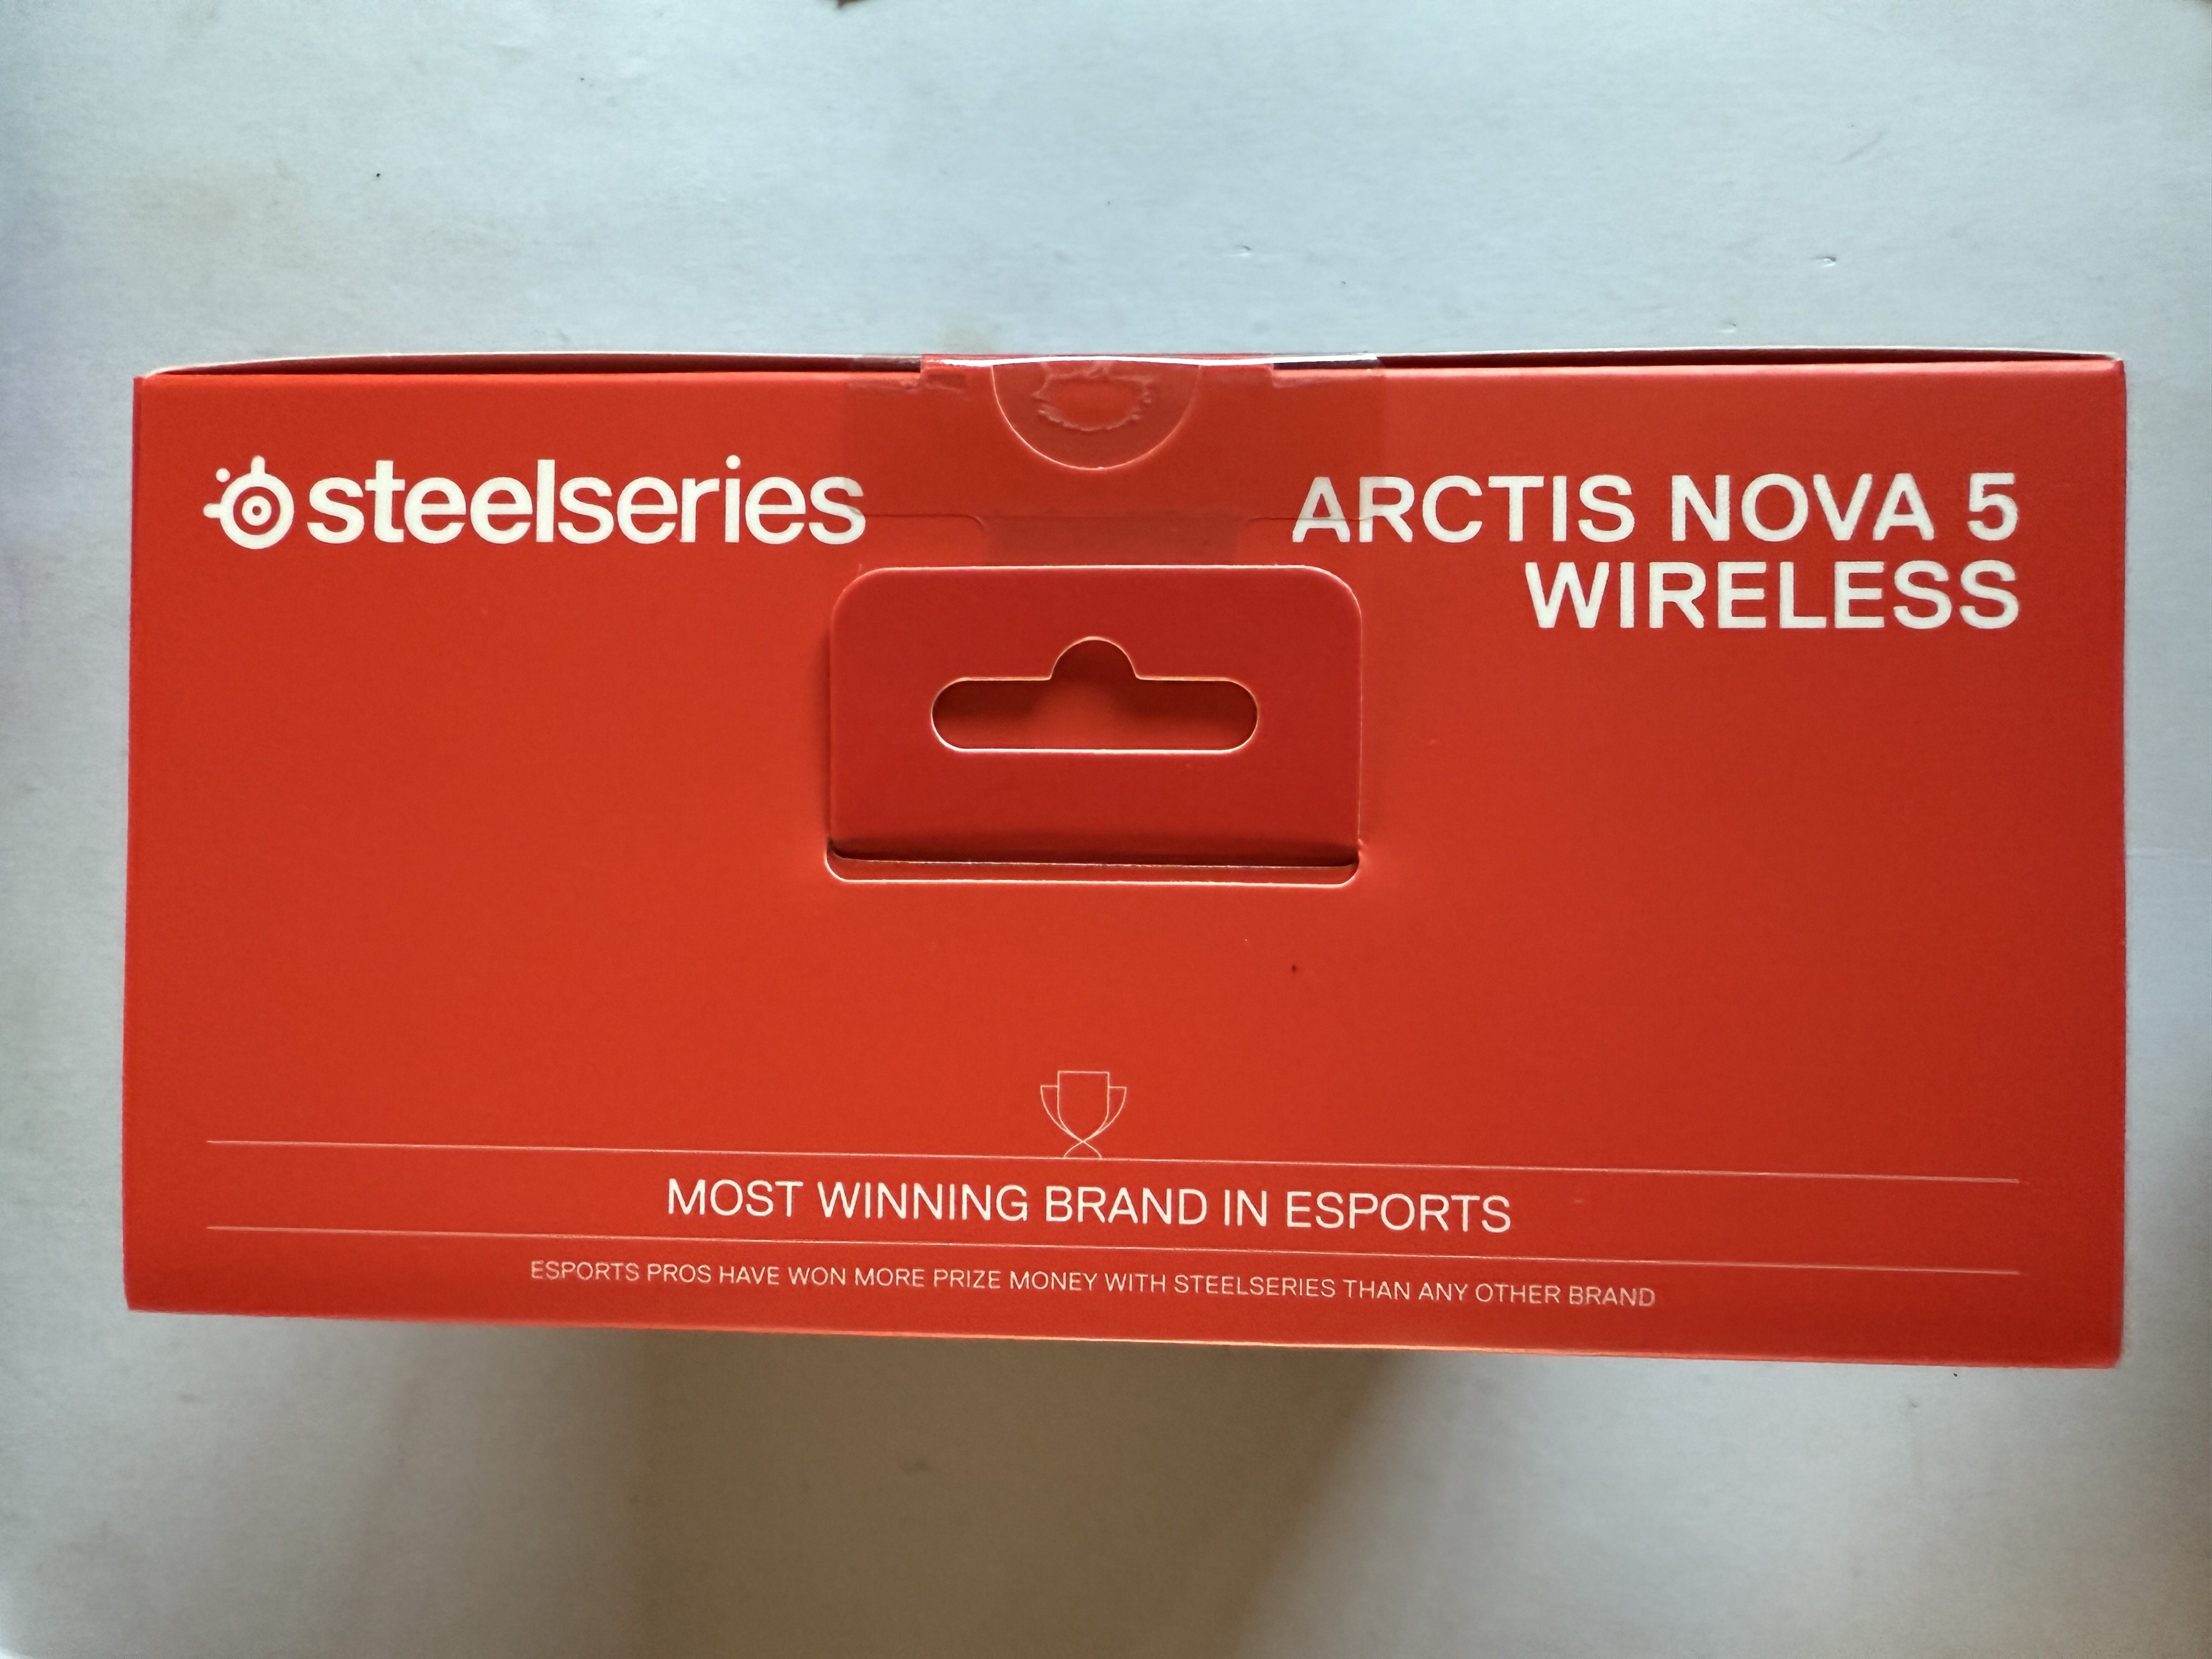 steelseries
ARCTIS NOVA 5
WIRELESS
MOST WINNING BRAND IN ESPORTS
ESPORTS PROS HAVE WON MORE PRIZE MONEY WITH STEELSERIES THAN ANY OTHER BRAND